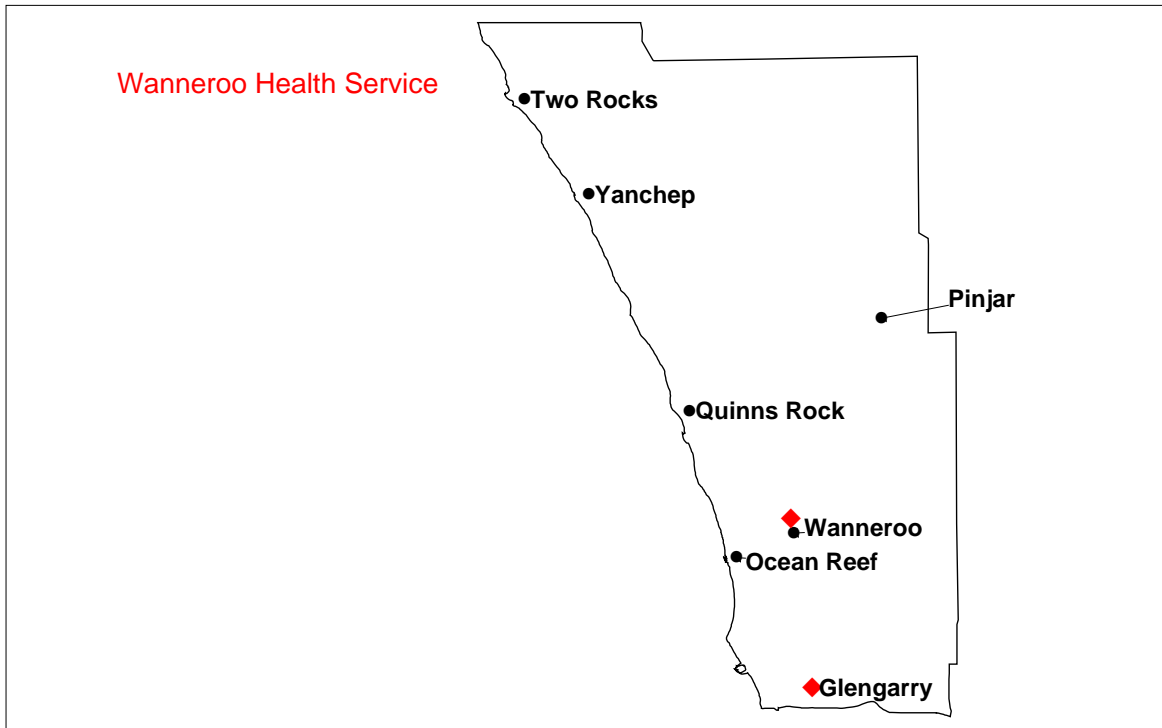 Wanneroo Health Service
Two Rocks
Yanchep
Pinjar
Quinns Rock
Wanneroo
Ocean Reef
Glengarry